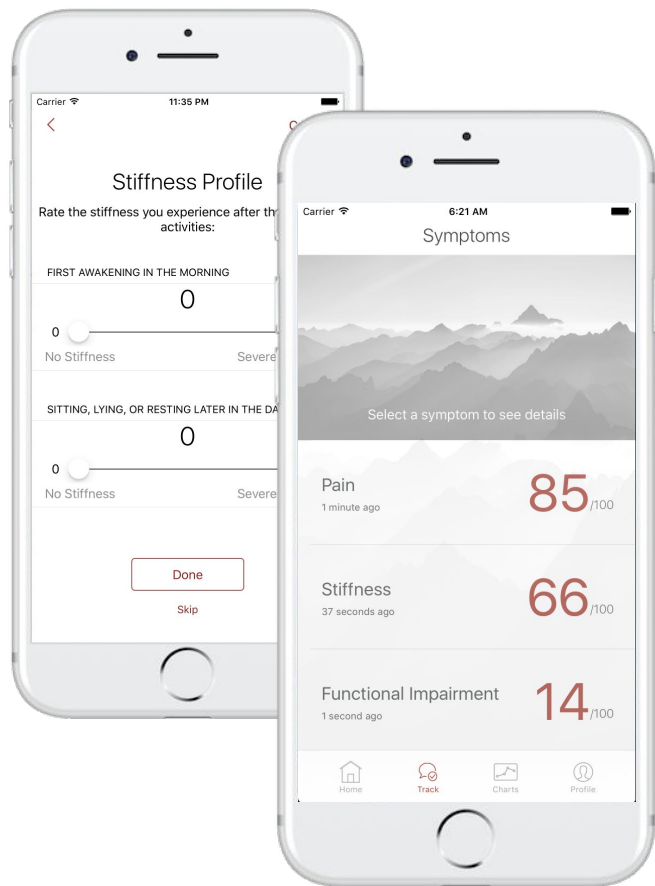 Carrier
11:35 PM
Stiffness Profile
Rate the stiffness you experience after
activities:
FIRST AWAKENING IN THE MORNING
0
0
No Stiffness
Severe
SITTING, LYING, OR RESTING LATER IN THE
0
0
No Stiffness
Severe
Done
Skip
Carrier
6:21 AM
Symptoms
Select a symptom to see details
Pain
85/100
1 minute ago
Stiffness
66/100
37 seconds ago
Functional Impairment
14/100
1 second ago
Home
Track
Charts
Profile